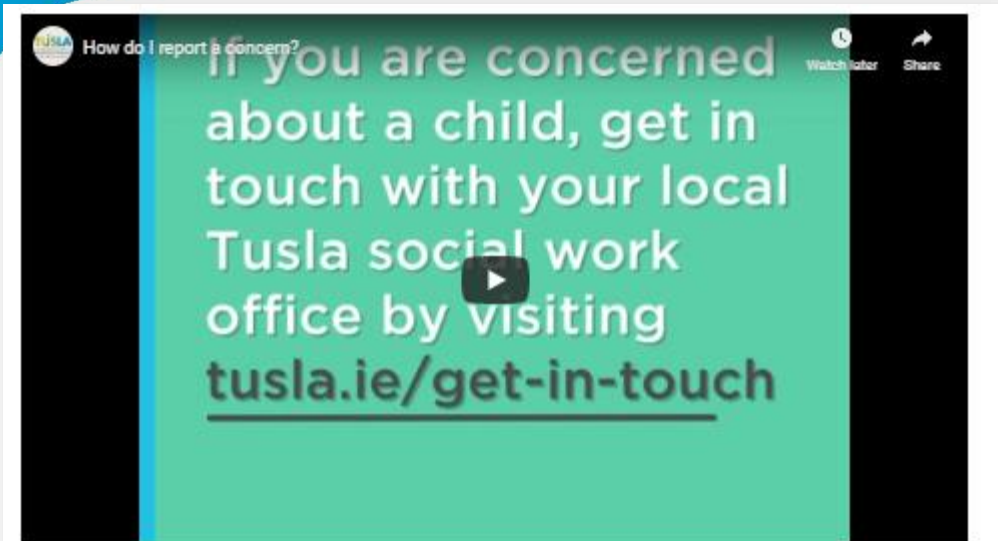 TUSLA
How do I report a concern?
Watch later
Share
If you are concerned
about a child, get in
touch with your local
Tusla social work
office by visiting
tusla.ie/get-in-touch